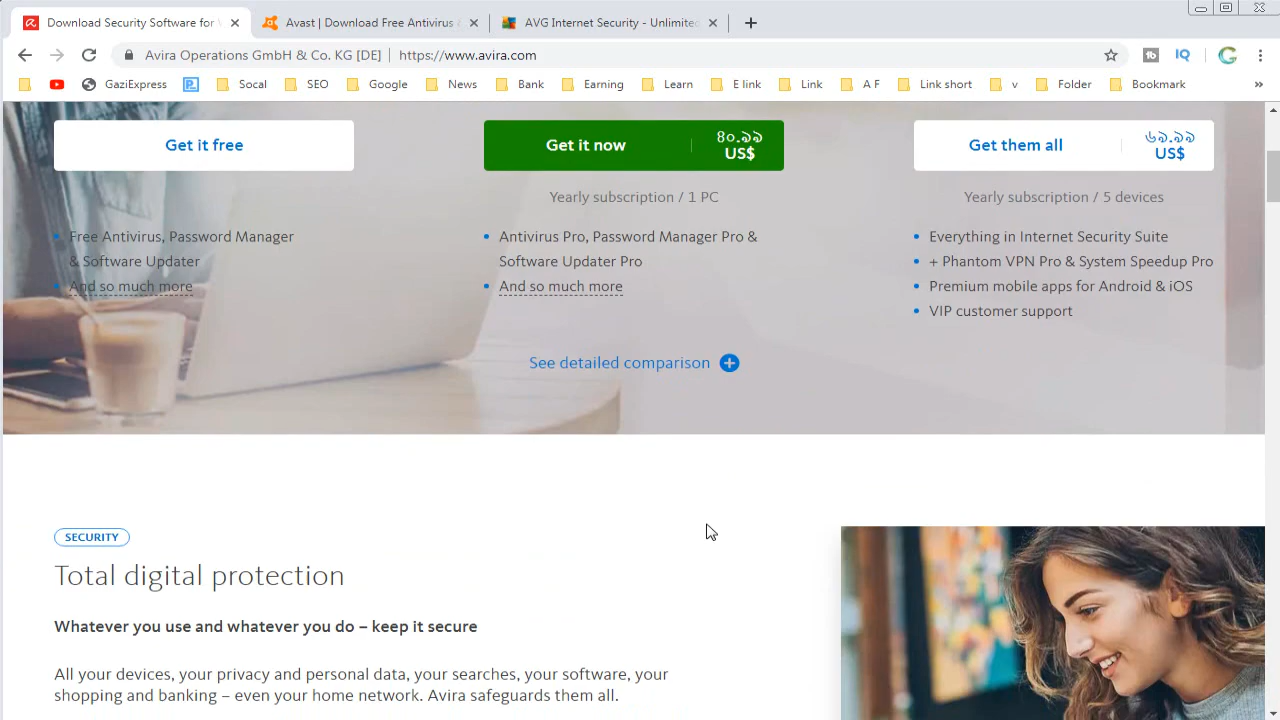 Download Security Software for W
Avast | Download Free Antivirus &
AVG Internet Security - Unlimited
Avira Operations GmbH & Co. KG [DE] | https://www.avira.com
GaziExpress
Socal
SEO
Google
News
Bank
Earning
Learn
E link
Link
A F
Link short
v
Folder
Bookmark
»
Get it free
Get it now
৪০.৯৯
US$
Get them all
৬৯.৯৯
US$
Yearly subscription / 1 PC
Yearly subscription / 5 devices
Free Antivirus, Password Manager
& Software Updater
And so much more
Antivirus Pro, Password Manager Pro &
Software Updater Pro
And so much more
Everything in Internet Security Suite
+ Phantom VPN Pro & System Speedup Pro
Premium mobile apps for Android & iOS
VIP customer support
See detailed comparison
SECURITY
Total digital protection
Whatever you use and whatever you do – keep it secure
All your devices, your privacy and personal data, your searches, your software, your
shopping and banking – even your home network. Avira safeguards them all.